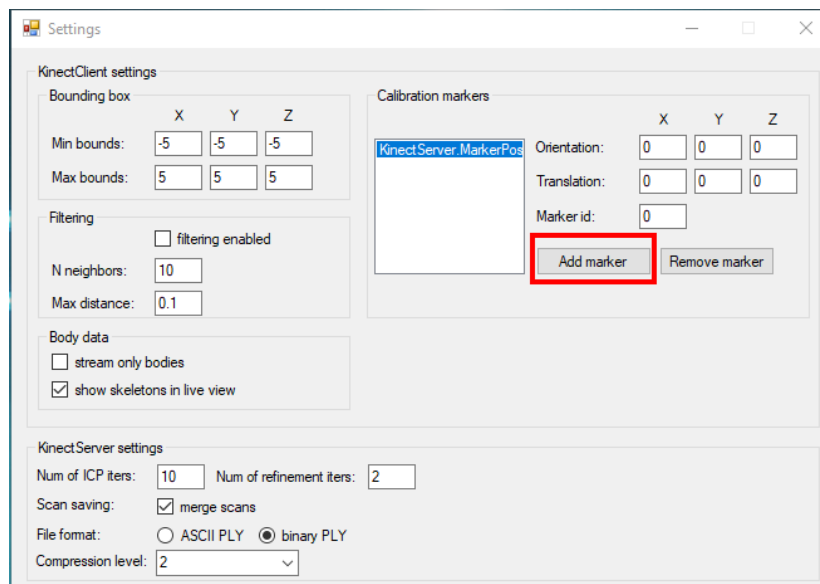 Settings
KinectClient settings
Bounding box
X Y Z
Min bounds: -5 -5 -5
Max bounds: 5 5 5
Filtering
filtering enabled
N neighbors: 10
Max distance: 0.1
Body data
stream only bodies
show skeletons in live view
Calibration markers
X Y Z
KinectServer.MarkerPos
Orientation: 0 0 0
Translation: 0 0 0
Marker id: 0
Add marker Remove marker
KinectServer settings
Num of ICP iters: 10 Num of refinement iters: 2
Scan saving: merge scans
File format: ASCII PLY binary PLY
Compression level: 2